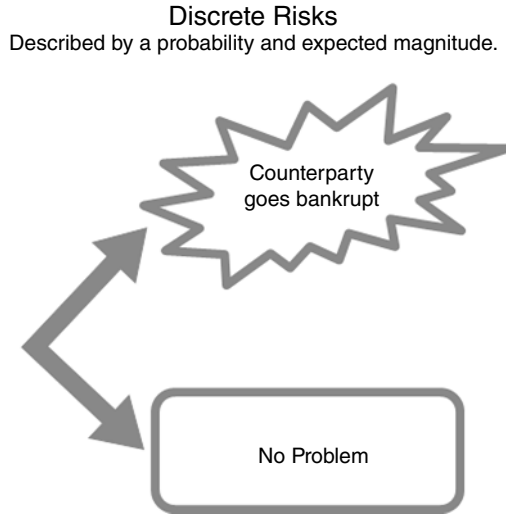 Discrete Risks
Described by a probability and expected magnitude.
Counterparty
goes bankrupt
No Problem